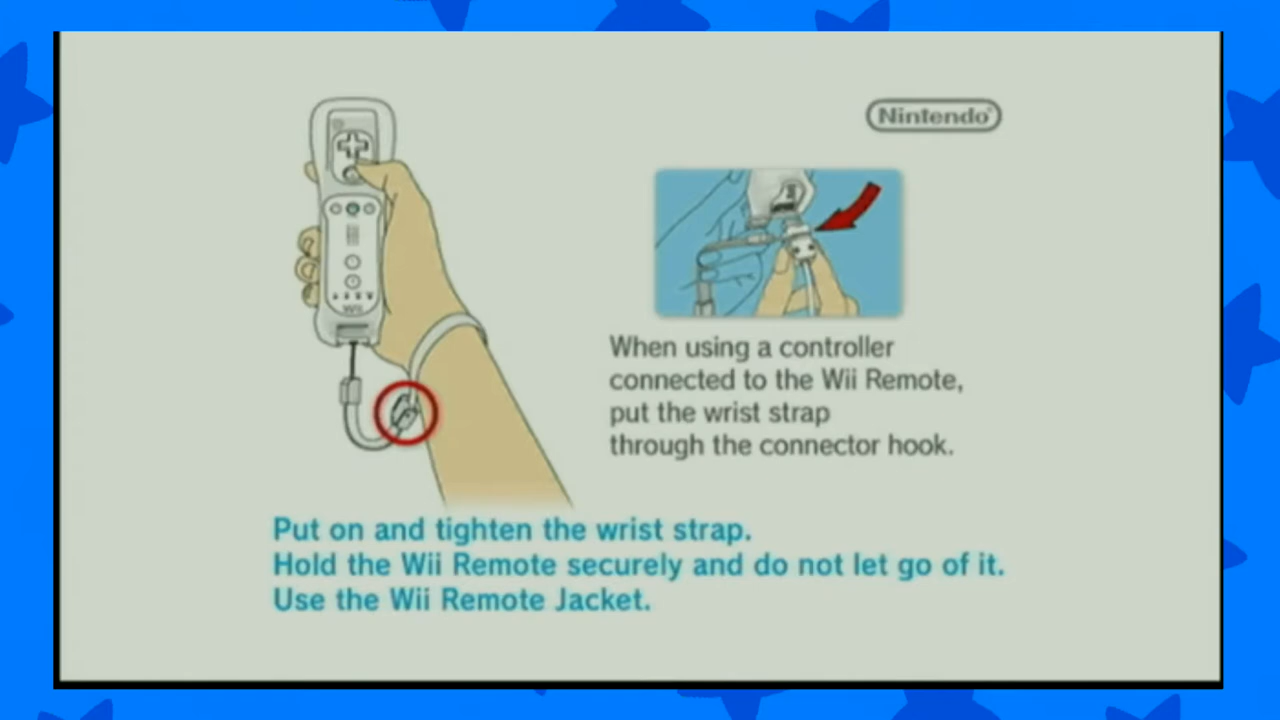 Nintendo®
Wii
When using a controller
connected to the Wii Remote,
put the wrist strap
through the connector hook.
Put on and tighten the wrist strap.
Hold the Wii Remote securely and do not let go of it.
Use the Wii Remote Jacket.